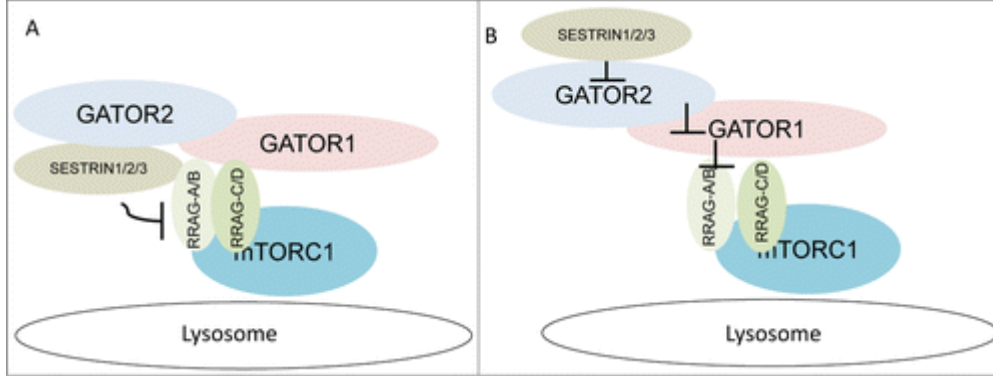 A
GATOR2
GATOR1
SESTRIN1/2/3
RRAG-A/B
RRAG-C/D
mTORC1
Lysosome
B
SESTRIN1/2/3
GATOR2
GATOR1
RRAG-A/B
RRAG-C/D
mTORC1
Lysosome